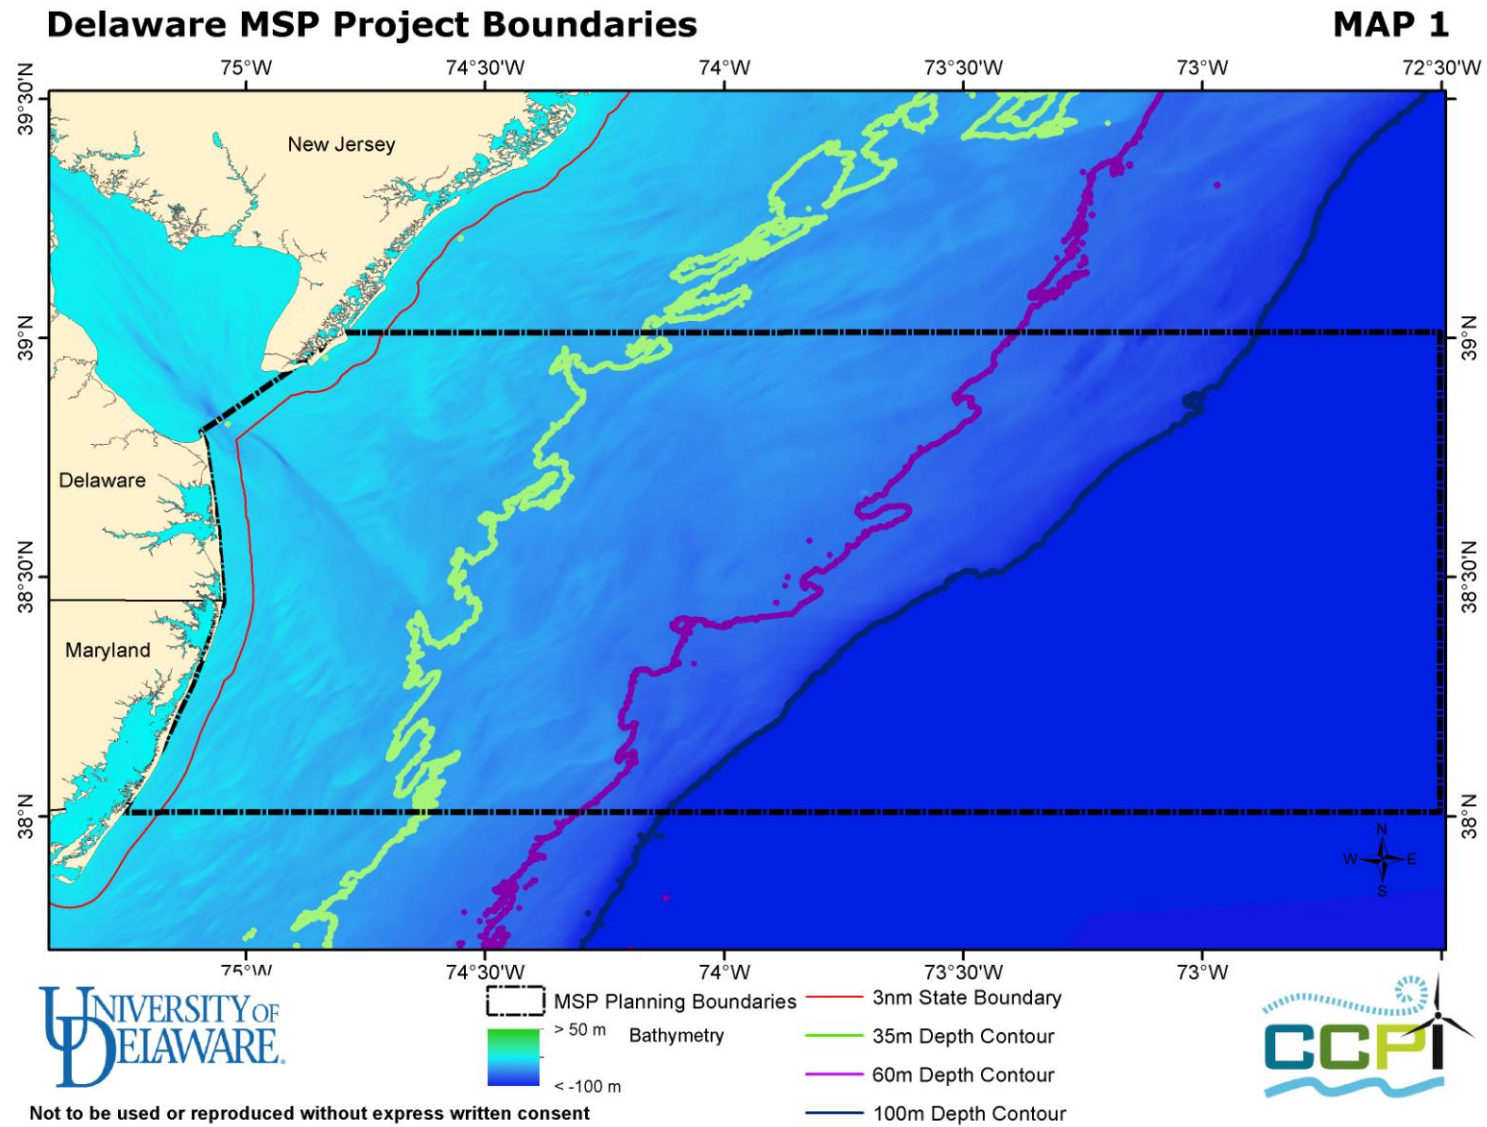 Delaware MSP Project Boundaries MAP 1
75°W 74°30'W 74°W 73°30'W 73°W 72°30'W
39°30'N
39°N
38°30'N
38°N
New Jersey
Delaware
Maryland
39°N
38°30'N
38°N
N
W E
S
75°W 74°30'W 74°W 73°30'W 73°W
UNIVERSITY OF
DELAWARE
MSP Planning Boundaries
> 50 m
Bathymetry
< -100 m
3nm State Boundary
35m Depth Contour
60m Depth Contour
100m Depth Contour
CCPI
Not to be used or reproduced without express written consent